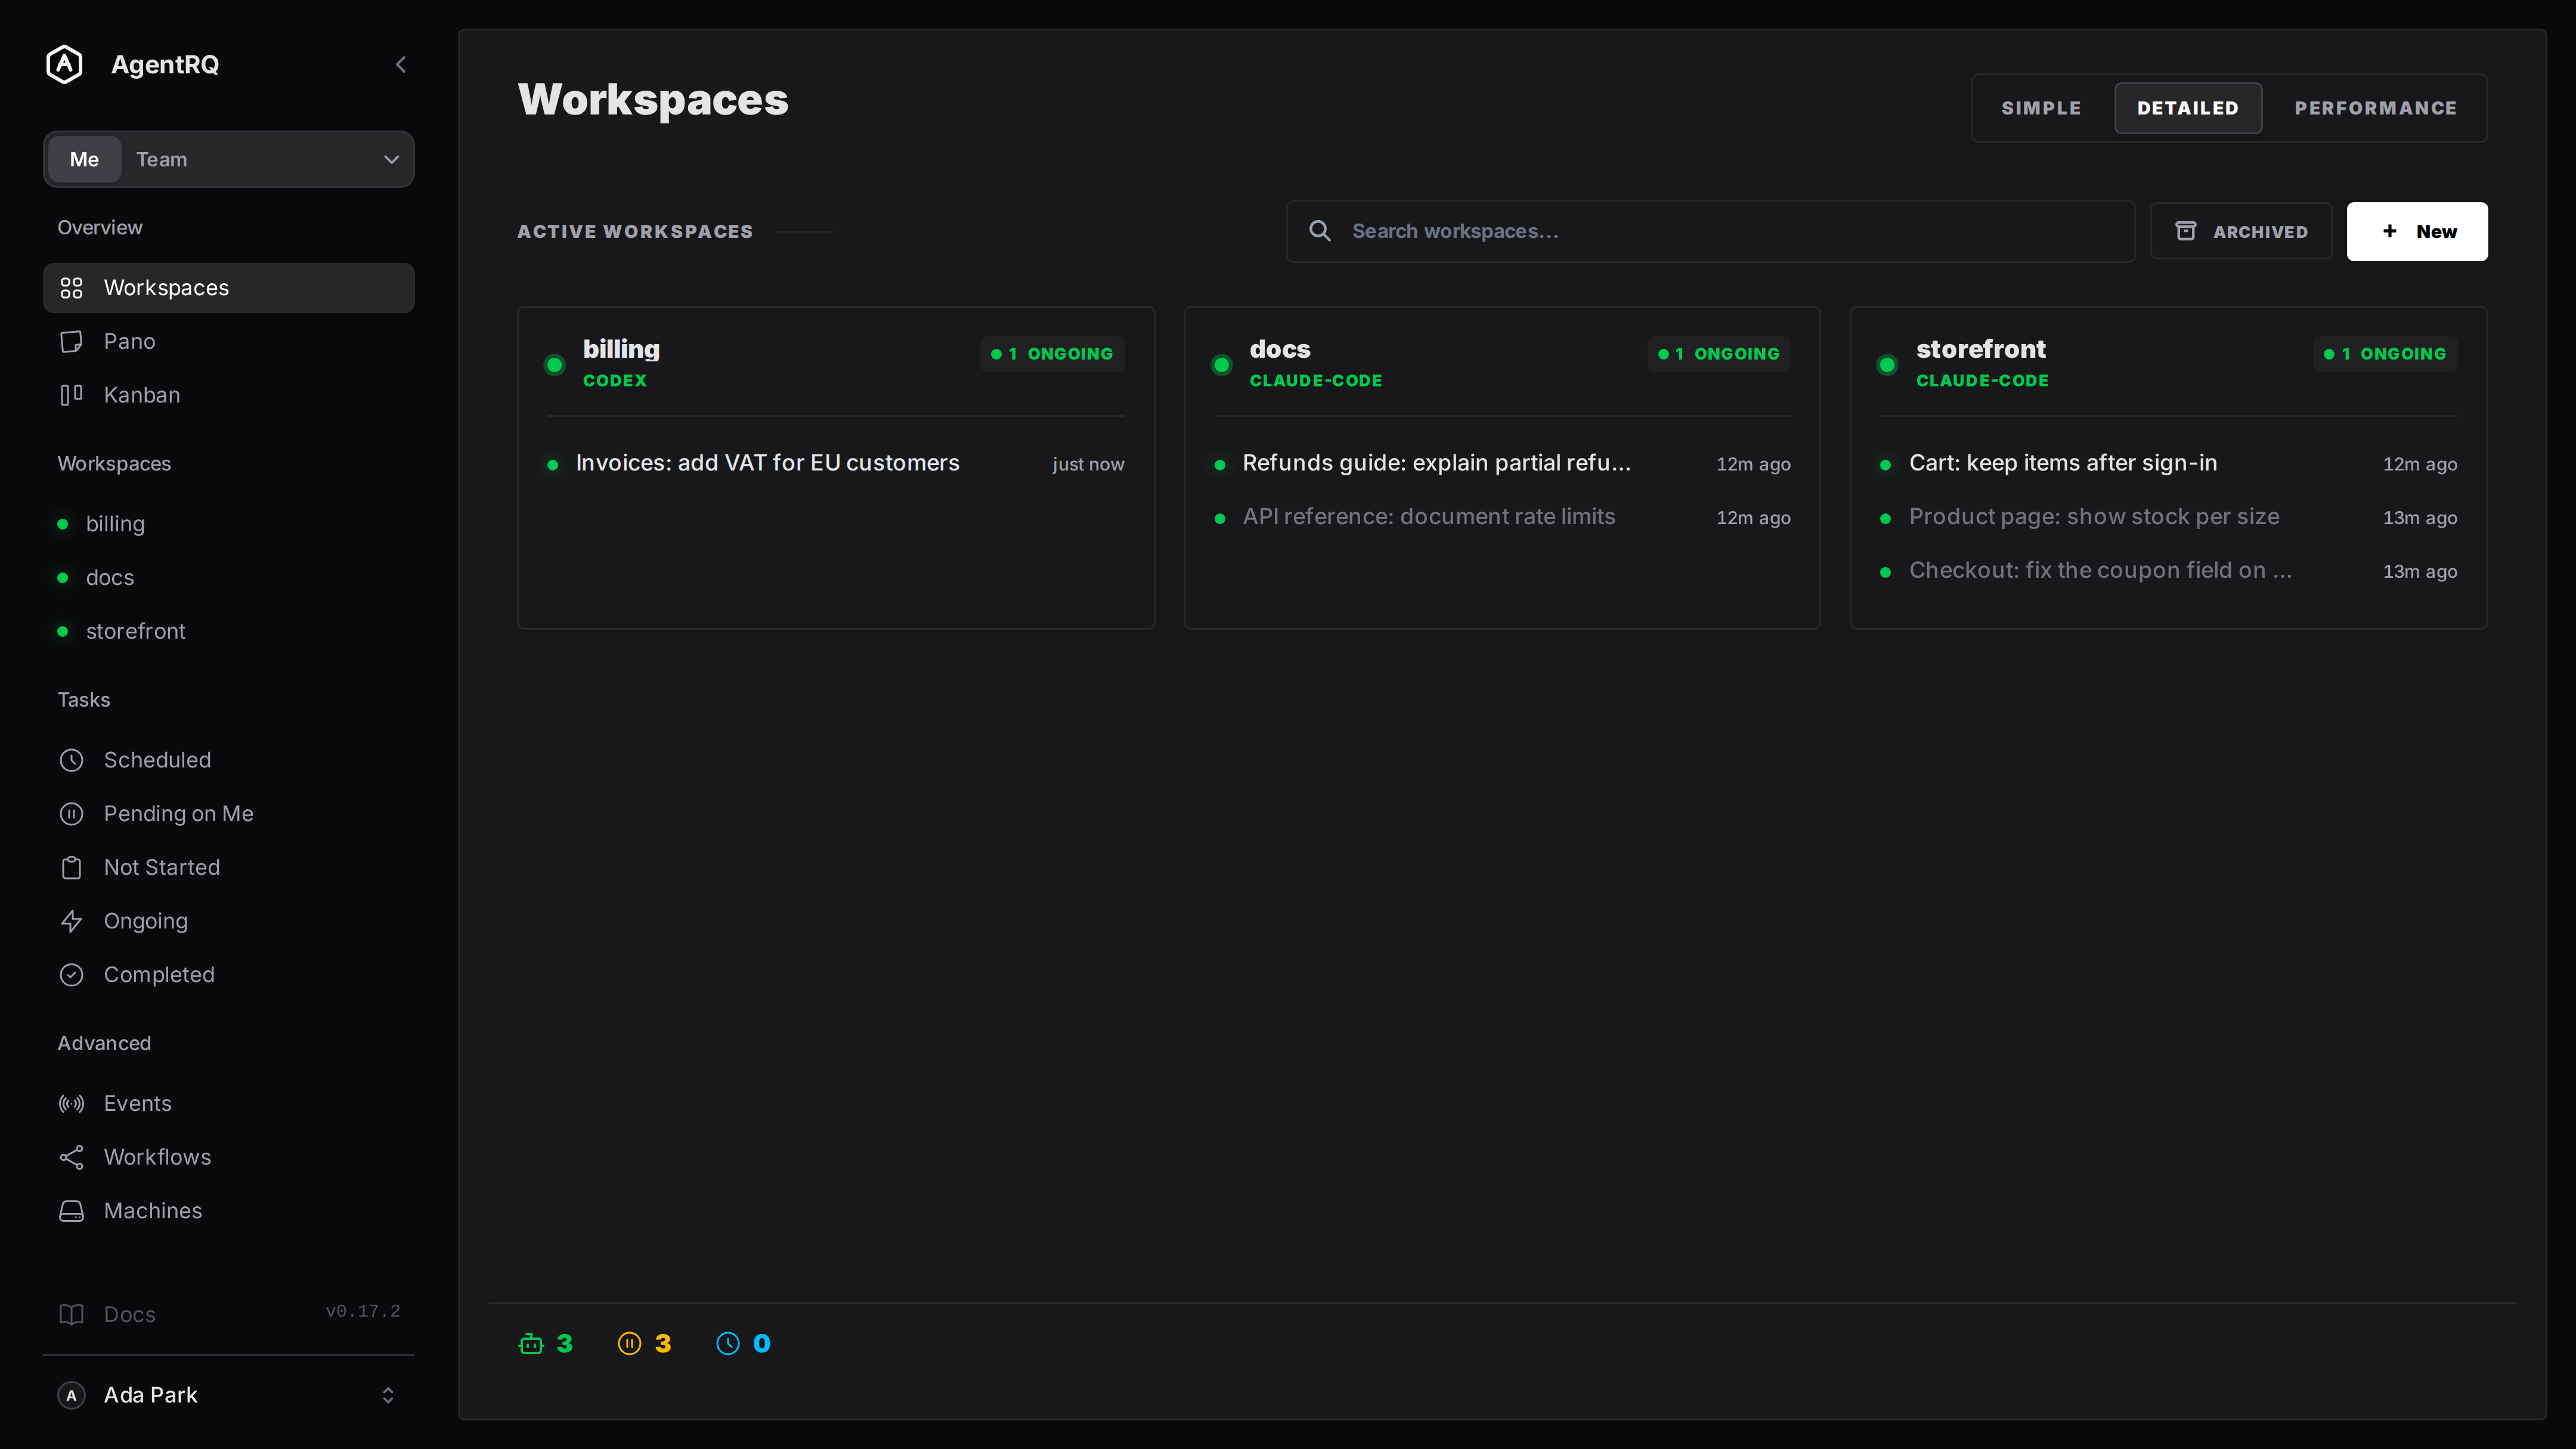 AgentRQ
Me
Team
Overview
Workspaces
Pano
Kanban
Workspaces
billing
docs
storefront
Tasks
Scheduled
Pending on Me
Not Started
Ongoing
Completed
Advanced
Events
Workflows
Machines
Docs
v0.17.2
A
Ada Park
Workspaces
SIMPLE
DETAILED
PERFORMANCE
ACTIVE WORKSPACES
Search workspaces...
ARCHIVED
+ New
billing
CODEX
1 ONGOING
Invoices: add VAT for EU customers
just now
docs
CLAUDE-CODE
1 ONGOING
Refunds guide: explain partial refu...
12m ago
API reference: document rate limits
12m ago
storefront
CLAUDE-CODE
1 ONGOING
Cart: keep items after sign-in
12m ago
Product page: show stock per size
13m ago
Checkout: fix the coupon field on ...
13m ago
3
3
0